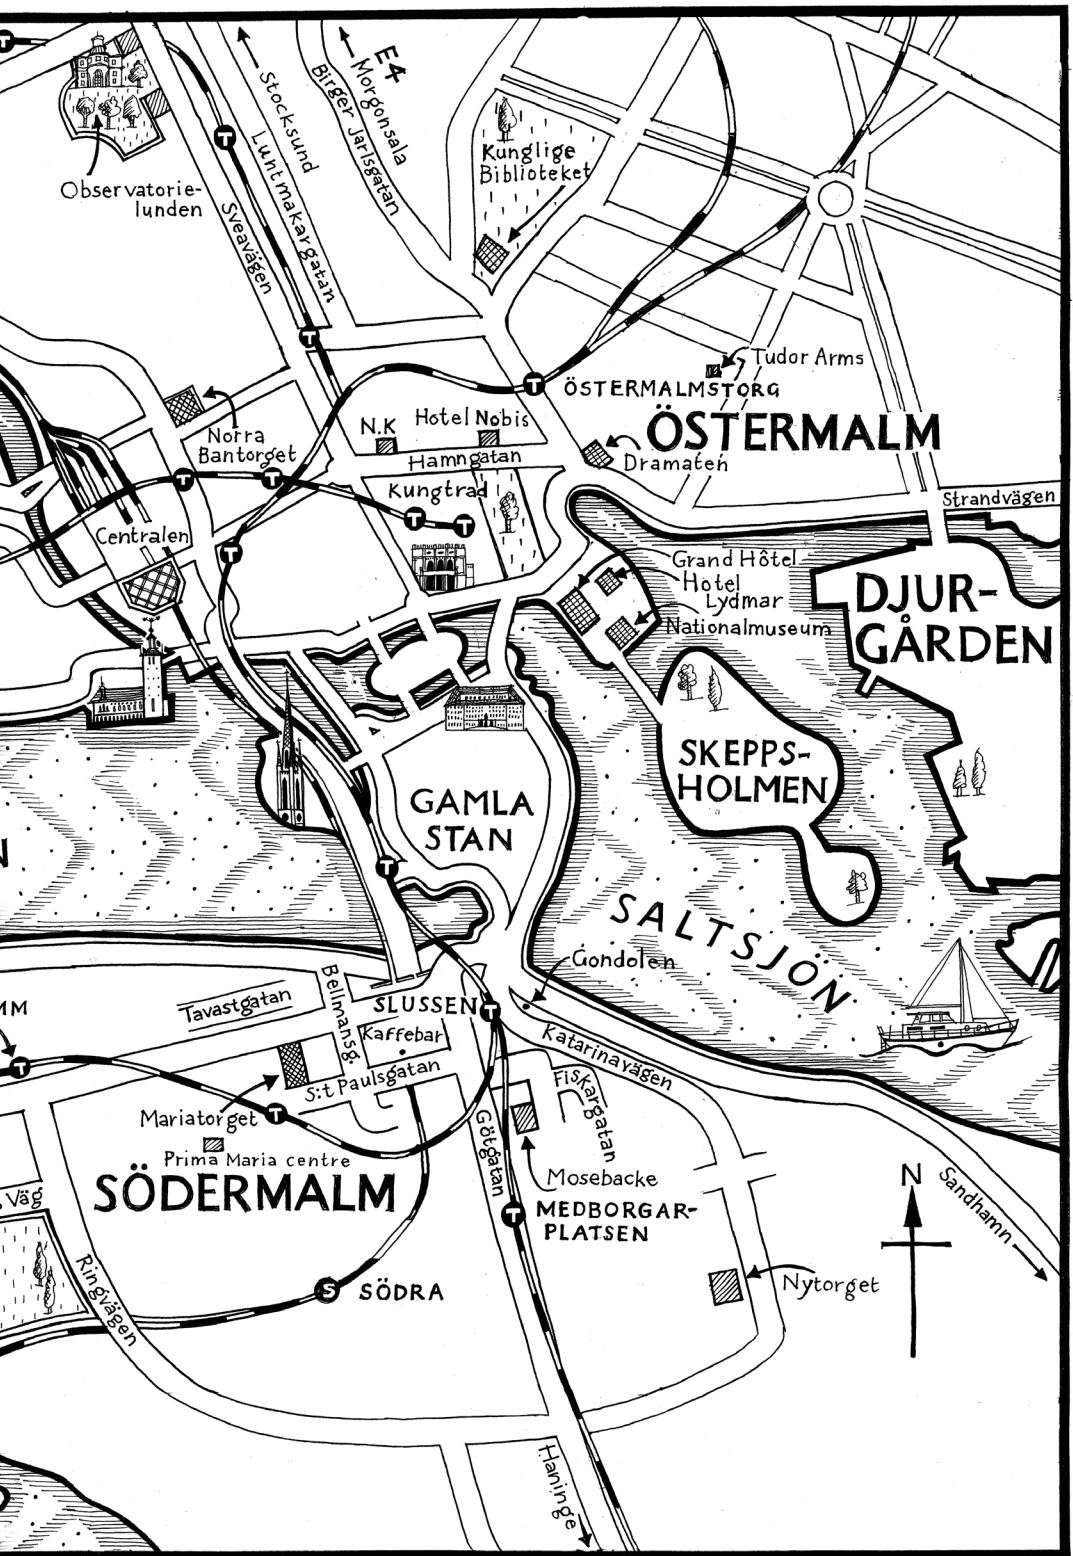 E4
Stocksund
Morgonsala
Birger Jarlsgatan
Luntmakargatan
Sveavägen
Observatorie-
lunden
Kunglige
Biblioteket
Tudor Arms
ÖSTERMALMSTORG
ÖSTERMALM
Hotel Nobis
N.K
Norra
Bantorget
Hamngatan
Dramaten
Kungträd
Strandvägen
Centralen
Grand Hôtel
Hotel
Lydmar
Nationalmuseum
DJUR-
GÅRDEN
SKEPPS-
HOLMEN
GAMLA
STAN
N
SALTSJÖN
Gondolen
Tavastgatan
Bellmansg.
SLUSSEN
MM
Kaffebar
Katarinavägen
S:t Paulsgatan
Fiskargatan
Mariatorget
Götgatan
Prima Maria centre
Mosebacke
SÖDERMALM
MEDBORGAR-
PLATSEN
N
Sandhamn
s Väg
Ringvägen
SÖDRA
S
Nytorget
Haninge
T
T
T
T
T
T
T
T
T
T
T
T
T
T